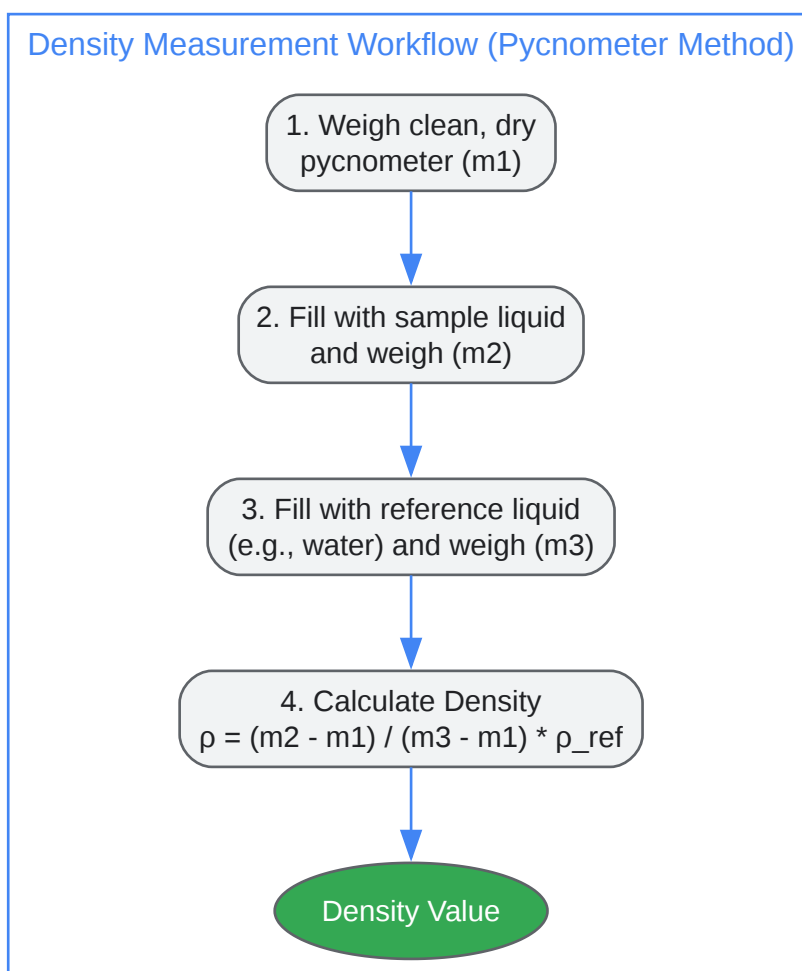 Density Measurement Workflow (Pycnometer Method)
1. Weigh clean, dry
pycnometer (m1)
2. Fill with sample liquid
and weigh (m2)
3. Fill with reference liquid
(e.g., water) and weigh (m3)
4. Calculate Density
ρ = (m2 - m1) / (m3 - m1) * ρ_ref
Density Value